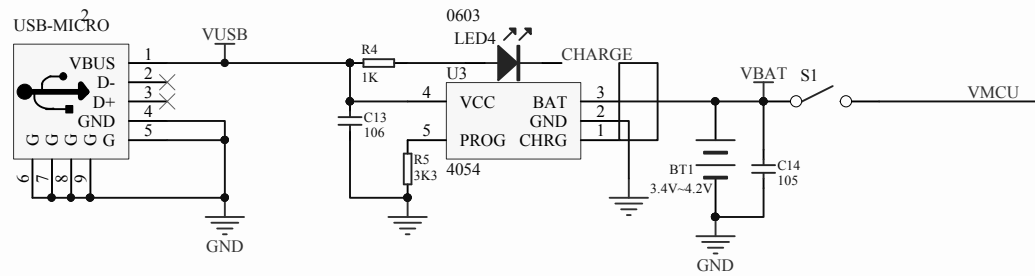 2
USB-MICRO
VBUS 1
D- 2
D+ 3
GND 4
G G G G G 5
6 7 8 9
VUSB
GND
R4
1K
C13
106
0603
LED4
CHARGE
U3
4 VCC BAT 3
GND 2
5 PROG CHRG 1
4054
R5
3K3
VBAT
S1
VMCU
BT1
3.4V~4.2V
C14
105
GND